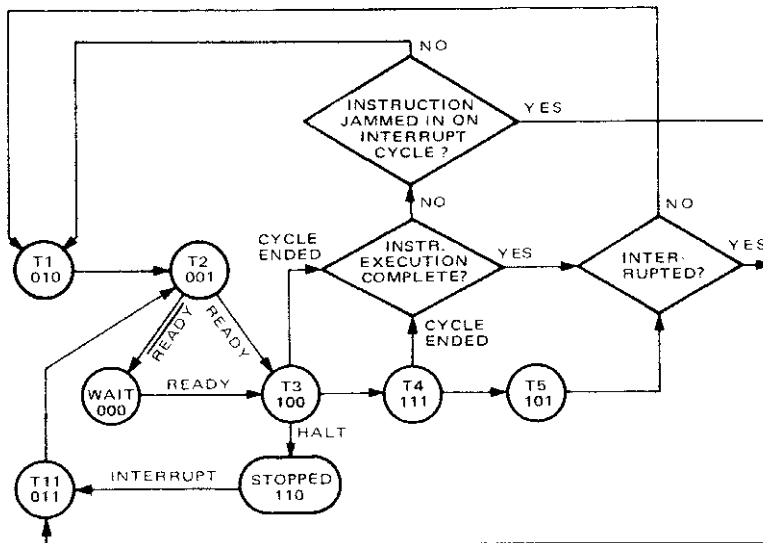 NO
INSTRUCTION
JAMMED IN ON
INTERRUPT
CYCLE?
YES
NO
NO
CYCLE
ENDED
INSTR.
EXECUTION
COMPLETE?
YES
INTER-
RUPTED?
YES
T1
010
T2
001
READY
READY
CYCLE
ENDED
WAIT
000
READY
T3
100
T4
111
T5
101
HALT
T11
011
INTERRUPT
STOPPED
110